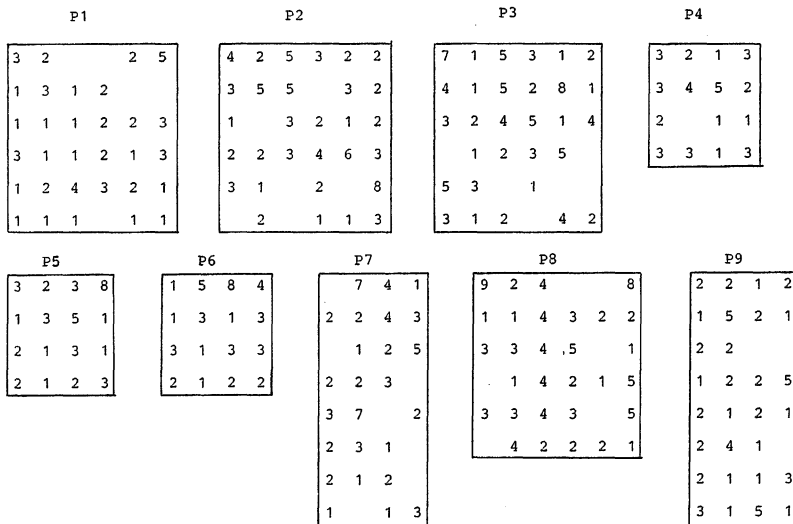 P1 P2 P3 P4
3 2 2 5 4 2 5 3 2 2 7 1 5 3 1 2 3 2 1 3
1 3 1 2 3 5 5 3 2 4 1 5 2 8 1 3 4 5 2
1 1 1 2 2 3 1 3 2 1 2 3 2 4 5 1 4 2 1 1
3 1 1 2 1 3 2 2 3 4 6 3 1 2 3 5 3 3 1 3
1 2 4 3 2 1 3 1 2 8 5 3 1
1 1 1 1 1 2 1 1 3 3 1 2 4 2
P5 P6 P7 P8 P9
3 2 3 8 1 5 8 4 7 4 1 9 2 4 8 2 2 1 2
1 3 5 1 1 3 1 3 2 2 4 3 1 1 4 3 2 2 1 5 2 1
2 1 3 1 3 1 3 3 1 2 5 3 3 4 5 1 2 2
2 1 2 3 2 1 2 2 2 2 3 1 4 2 1 5 1 2 2 5
3 7 2 3 3 4 3 5 2 1 2 1
2 3 1 4 2 2 2 1 2 4 1
2 1 2 2 1 1 3
1 1 3 3 1 5 1